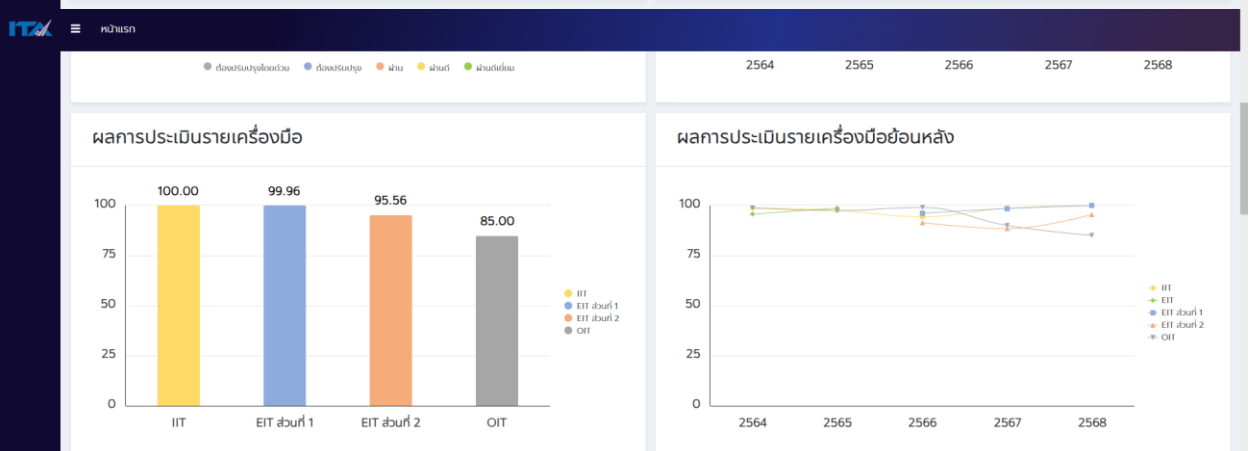 ITA
หน้าแรก
ต้องปรับปรุงโดยด่วน ต้องปรับปรุง ผ่าน ผ่านดี ผ่านดีเยี่ยม
2564 2565 2566 2567 2568
ผลการประเมินรายเครื่องมือ
100.00 99.96 95.56 85.00
100
75
50
25
0
IIT EIT ส่วนที่ 1 EIT ส่วนที่ 2 OIT
IIT
EIT ส่วนที่ 1
EIT ส่วนที่ 2
OIT
ผลการประเมินรายเครื่องมือย้อนหลัง
100
75
50
25
0
2564 2565 2566 2567 2568
IIT
EIT
EIT ส่วนที่ 1
EIT ส่วนที่ 2
OIT